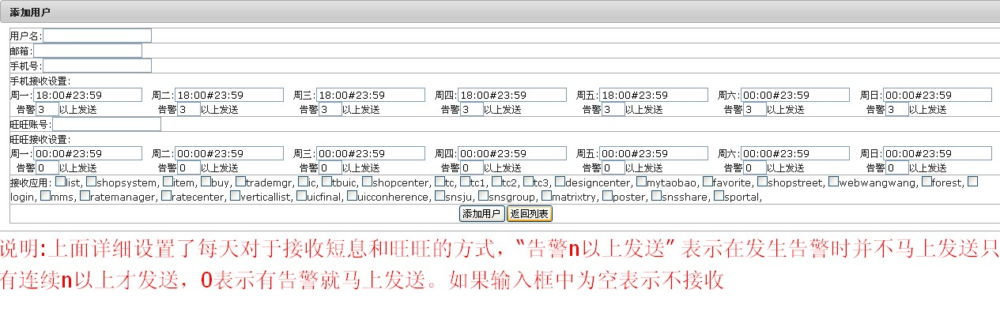 添加用户
用户名:
邮箱:
手机号:
手机接收设置:
周一: 18:00#23:59 周二: 18:00#23:59 周三: 18:00#23:59 周四: 18:00#23:59 周五: 18:00#23:59 周六: 00:00#23:59 周日: 00:00#23:59
告警 3 以上发送 告警 3 以上发送 告警 3 以上发送 告警 3 以上发送 告警 3 以上发送 告警 3 以上发送 告警 3 以上发送
旺旺账号:
旺旺接收设置:
周一: 00:00#23:59 周二: 00:00#23:59 周三: 00:00#23:59 周四: 00:00#23:59 周五: 00:00#23:59 周六: 00:00#23:59 周日: 00:00#23:59
告警 0 以上发送 告警 0 以上发送 告警 0 以上发送 告警 0 以上发送 告警 0 以上发送 告警 0 以上发送 告警 0 以上发送
接收应用: list, shopsystem, item, buy, trademgr, ic, tbuic, shopcenter, tc, tc1, tc2, tc3, designcenter, mytaobao, favorite, shopstreet, webwangwang, forest,
login, mms, ratemanager, ratecenter, verticallist, uicfinal, uicconherence, snsju, snsgroup, matrixtry, poster, snsshare, sportal,
添加用户 返回列表
说明:上面详细设置了每天对于接收短息和旺旺的方式，“告警n以上发送”表示在发生告警时并不马上发送只
有连续n以上才发送，0表示有告警就马上发送。如果输入框中为空表示不接收